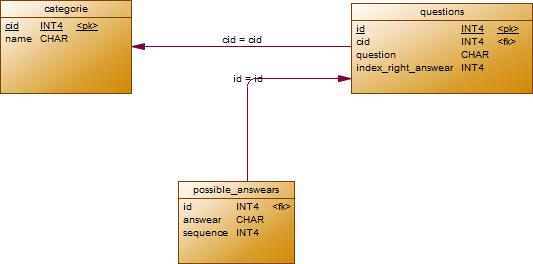 categorie
cid INT4 <pk>
name CHAR
cid = cid
questions
id INT4 <pk>
cid INT4 <fk>
question CHAR
index_right_answear INT4
id = id
possible_answears
id INT4 <fk>
answear CHAR
sequence INT4